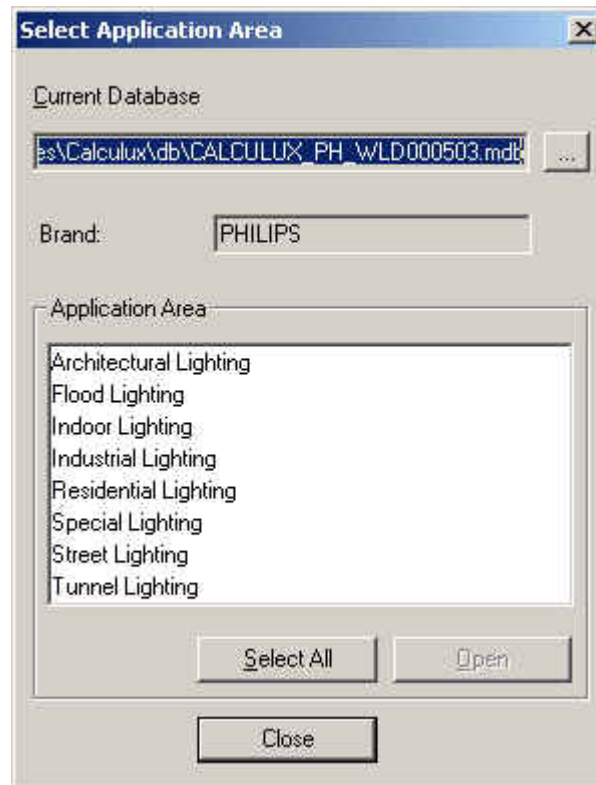 Select Application Area
Current Database
es\Calculux\db\CALCULUX_PH_WLD000503.mdb
...
Brand: PHILIPS
Application Area
Architectural Lighting
Flood Lighting
Indoor Lighting
Industrial Lighting
Residential Lighting
Special Lighting
Street Lighting
Tunnel Lighting
Select All Open
Close